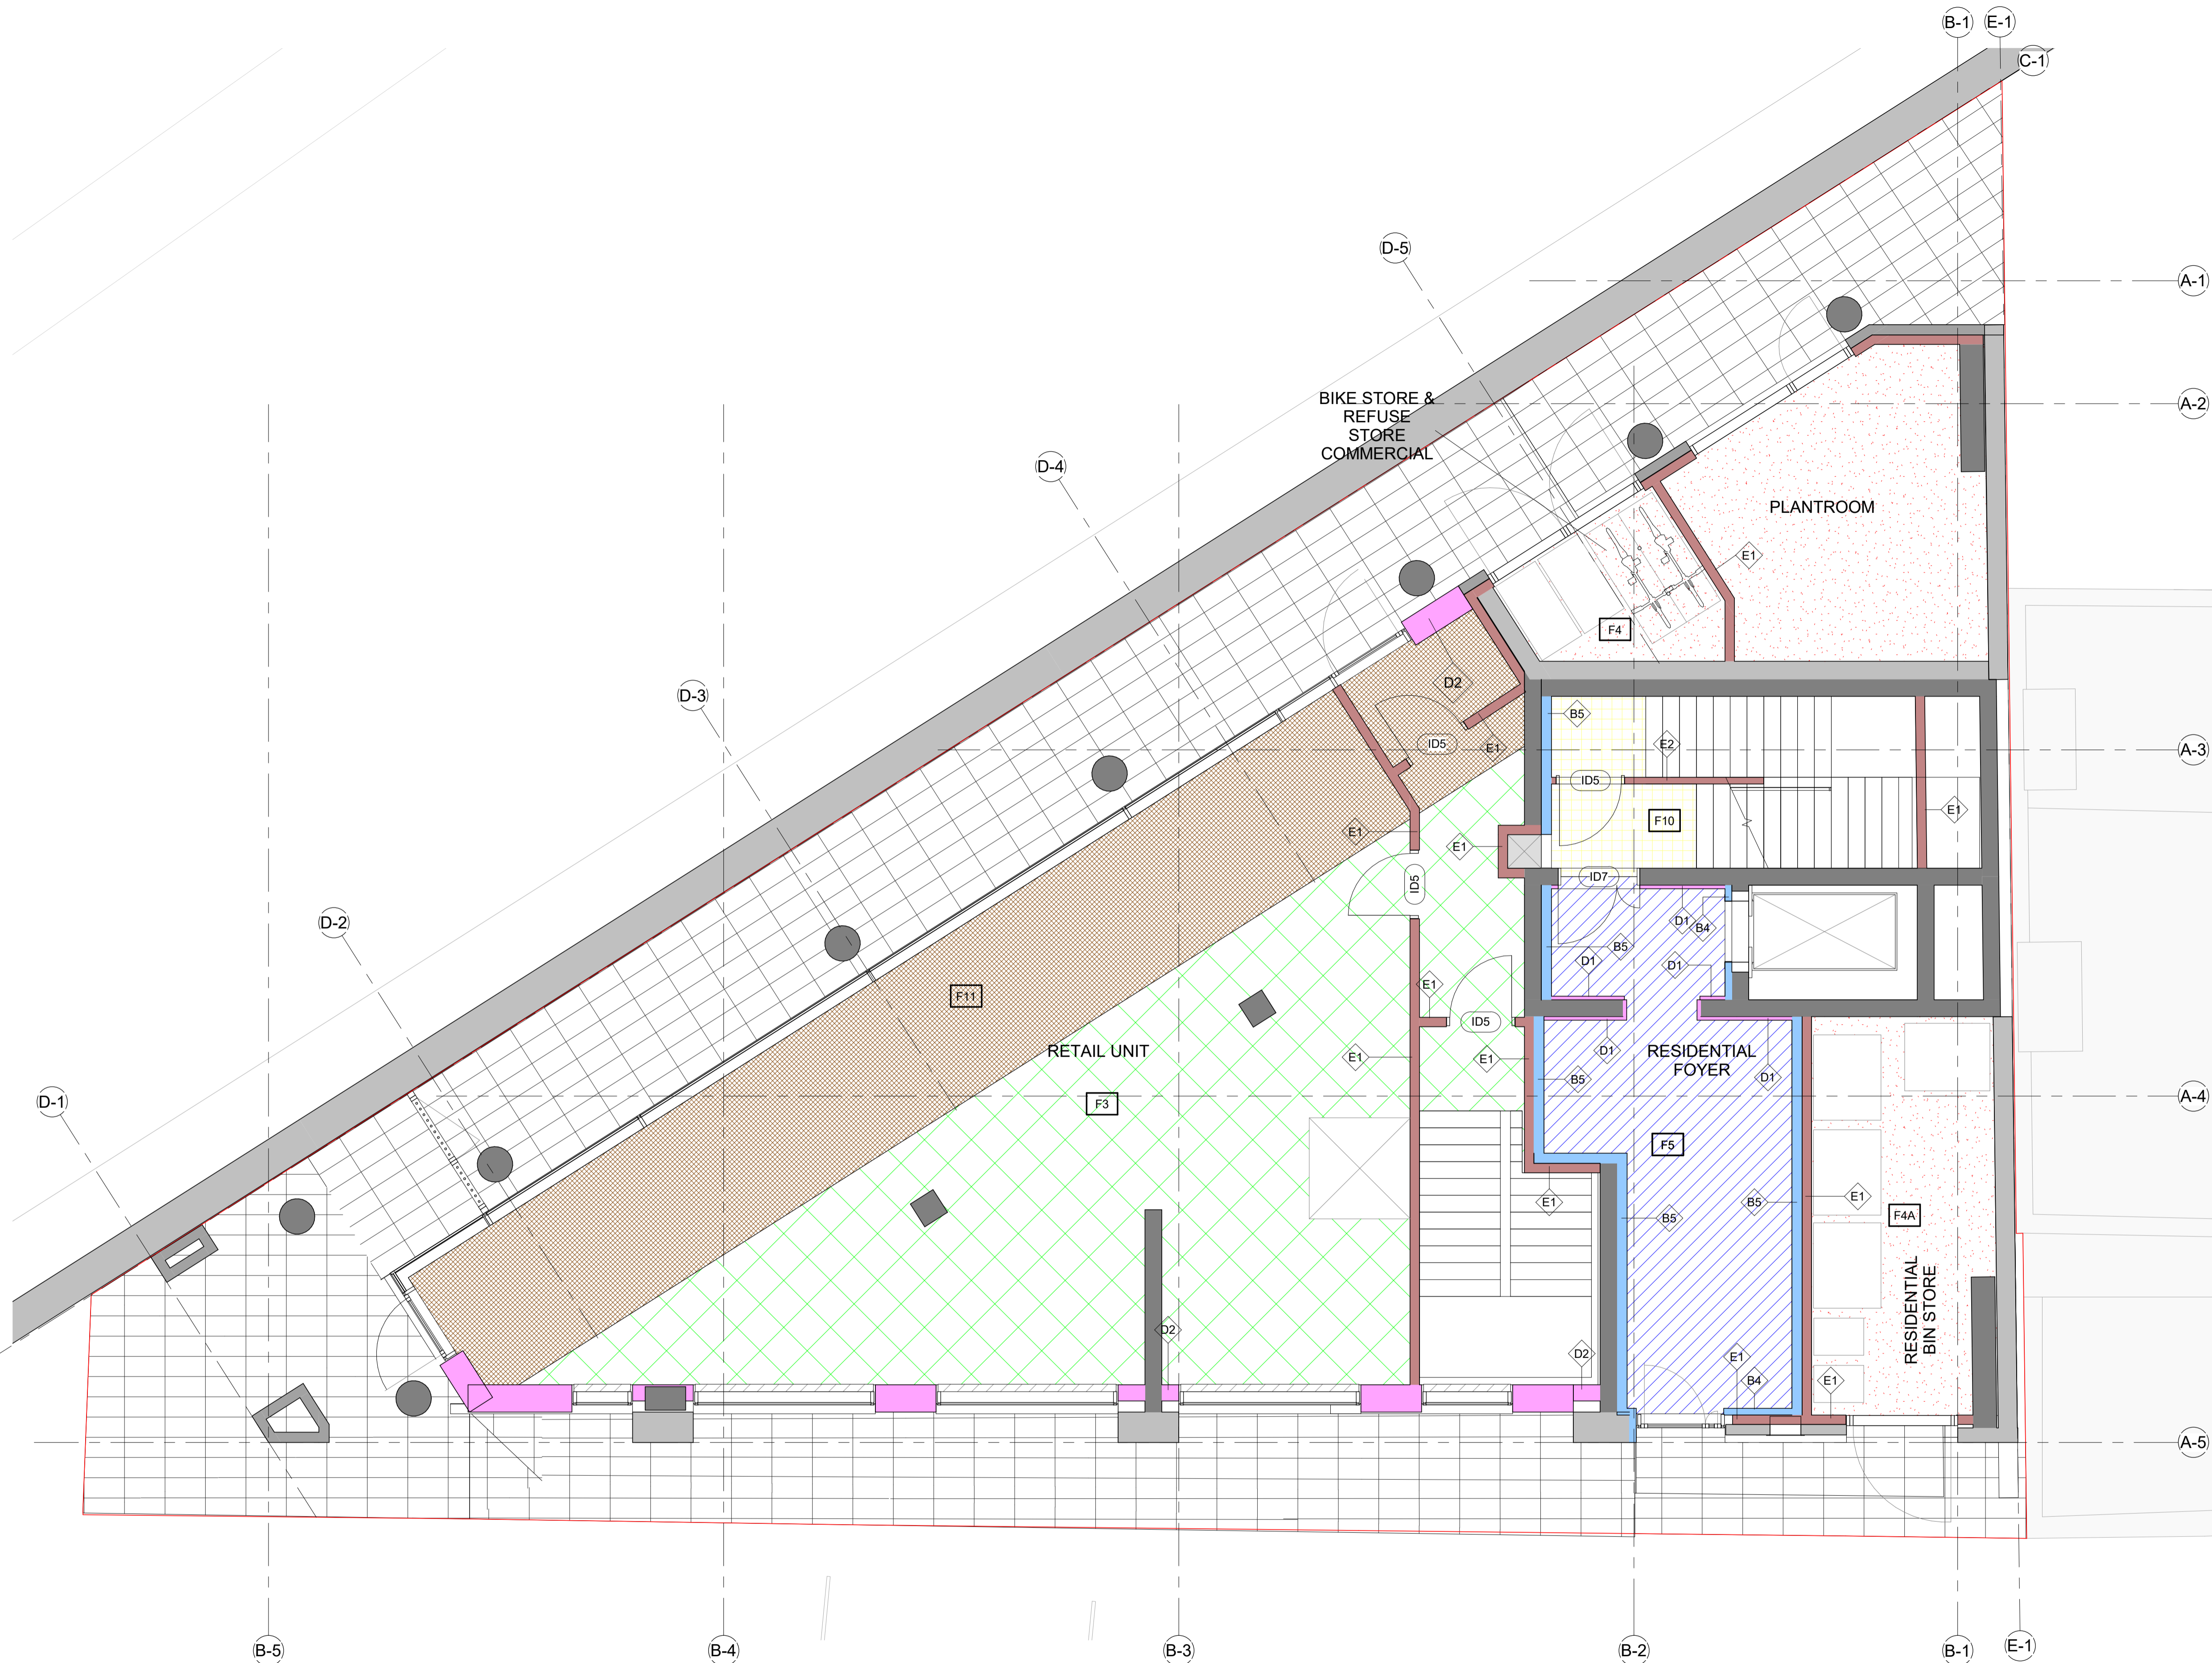 B-1
E-1
C-1
D-5
A-1
BIKE STORE &
REFUSE
STORE
COMMERCIAL
A-2
D-4
PLANTROOM
E1
F4
D-3
D2
B5
ID5
E1
E2
A-3
ID5
E1
F10
E1
E1
ID7
ID5
D-2
D1
B4
B5
D1
D1
E1
F11
ID5
RETAIL UNIT
E1
E1
D1
RESIDENTIAL
FOYER
B5
D1
D-1
F3
A-4
F5
E1
B5
E1
B5
F4A
RESIDENTIAL
BIN STORE
D2
D2
E1
B4
E1
A-5
B-5
B-4
B-3
B-2
B-1
E-1